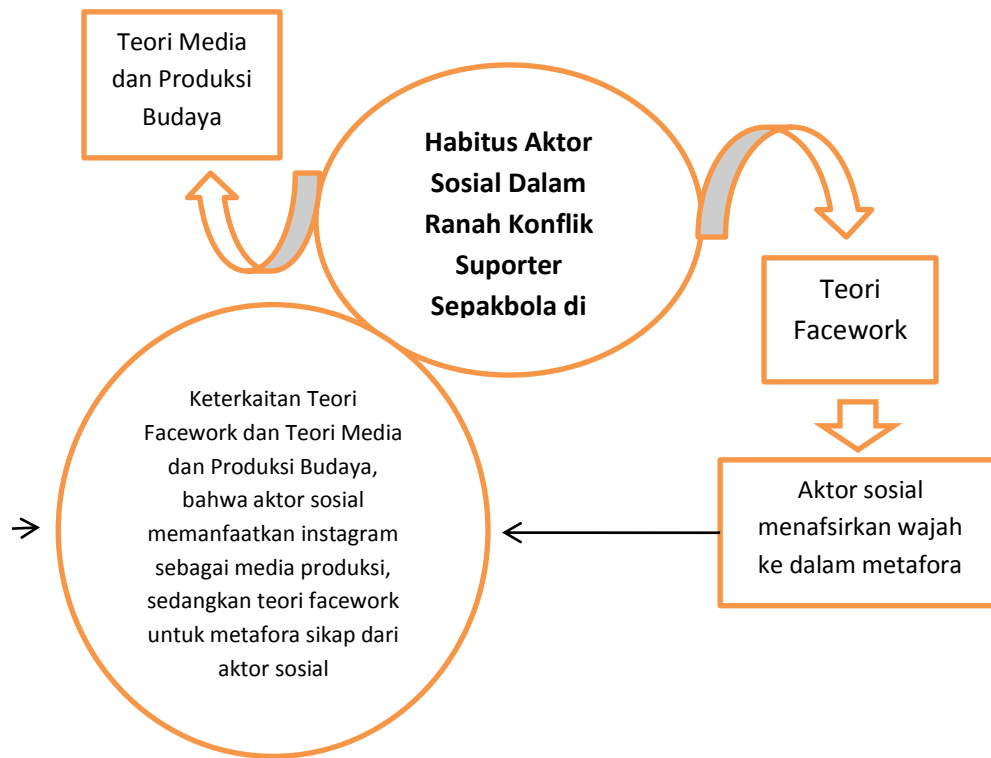 Teori Media
dan Produksi
Budaya
Habitus Aktor
Sosial Dalam
Ranah Konflik
Suporter
Sepakbola di
Teori
Facework
Keterkaitan Teori
Facework dan Teori Media
dan Produksi Budaya,
bahwa aktor sosial
memanfaatkan instagram
sebagai media produksi,
sedangkan teori facework
untuk metafora sikap dari
aktor sosial
Aktor sosial
menafsirkan wajah
ke dalam metafora